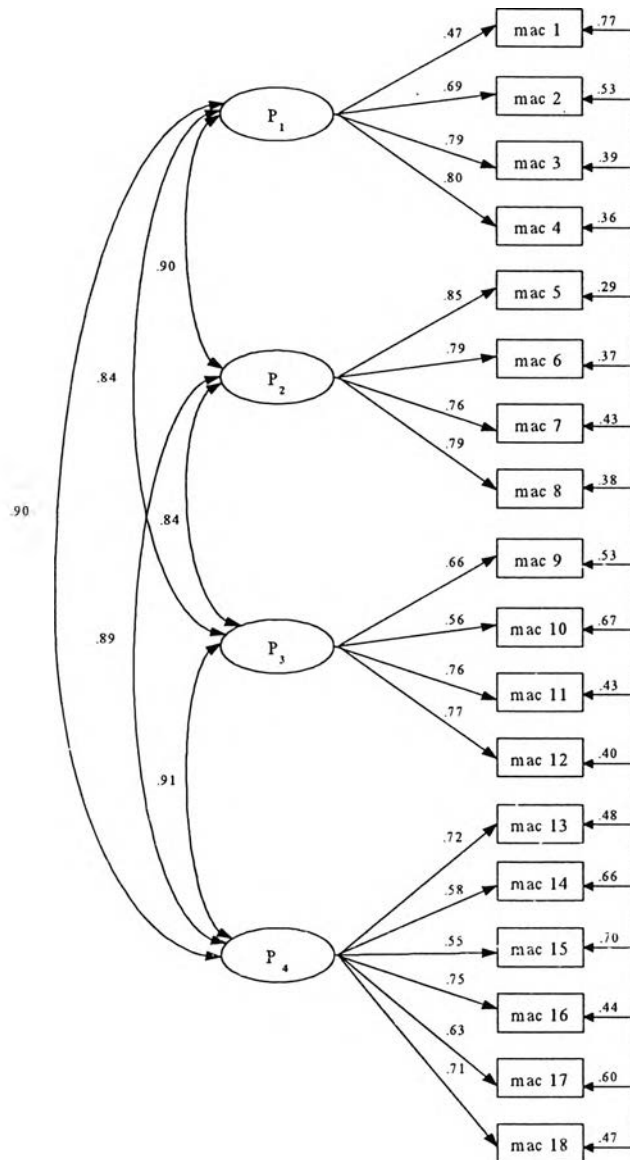 .47
mac 1
.77
.69
mac 2
.53
P1
.79
mac 3
.39
.80
mac 4
.36
.90
.85
mac 5
.29
.84
.79
mac 6
.37
P2
.76
mac 7
.43
.79
mac 8
.38
.90
.84
.66
mac 9
.53
.89
.56
mac 10
.67
P3
.76
mac 11
.43
.77
mac 12
.40
.91
.72
mac 13
.48
.58
mac 14
.66
P4
.55
mac 15
.70
.75
mac 16
.44
.63
mac 17
.60
.71
mac 18
.47